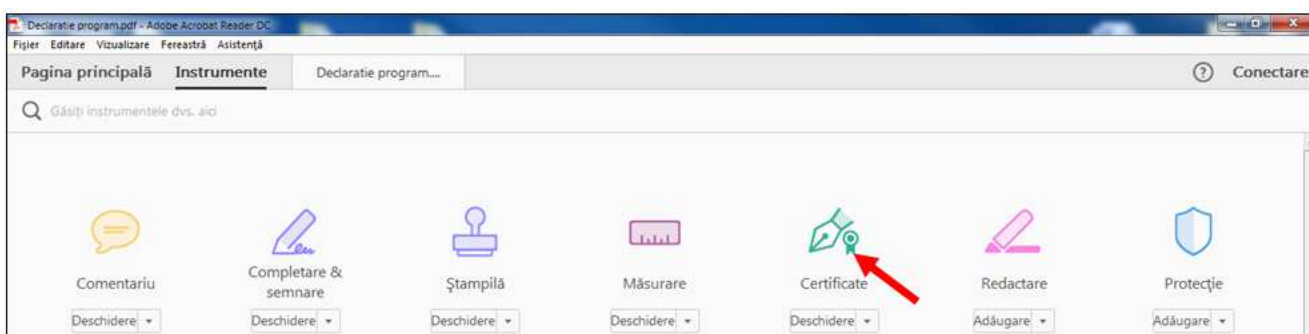 Declaratie program.pdf - Adobe Acrobat Reader DC
Fișier Editare Vizualizare Fereastră Asistență
Pagina principală Instrumente Declaratie program.... ? Conectare
Găsiți instrumentele dvs. aici
Comentariu
Completare &
semnare
Ștampilă
Măsurare
Certificate
Redactare
Protecție
Deschidere Deschidere Deschidere Deschidere Deschidere Adăugare Adăugare